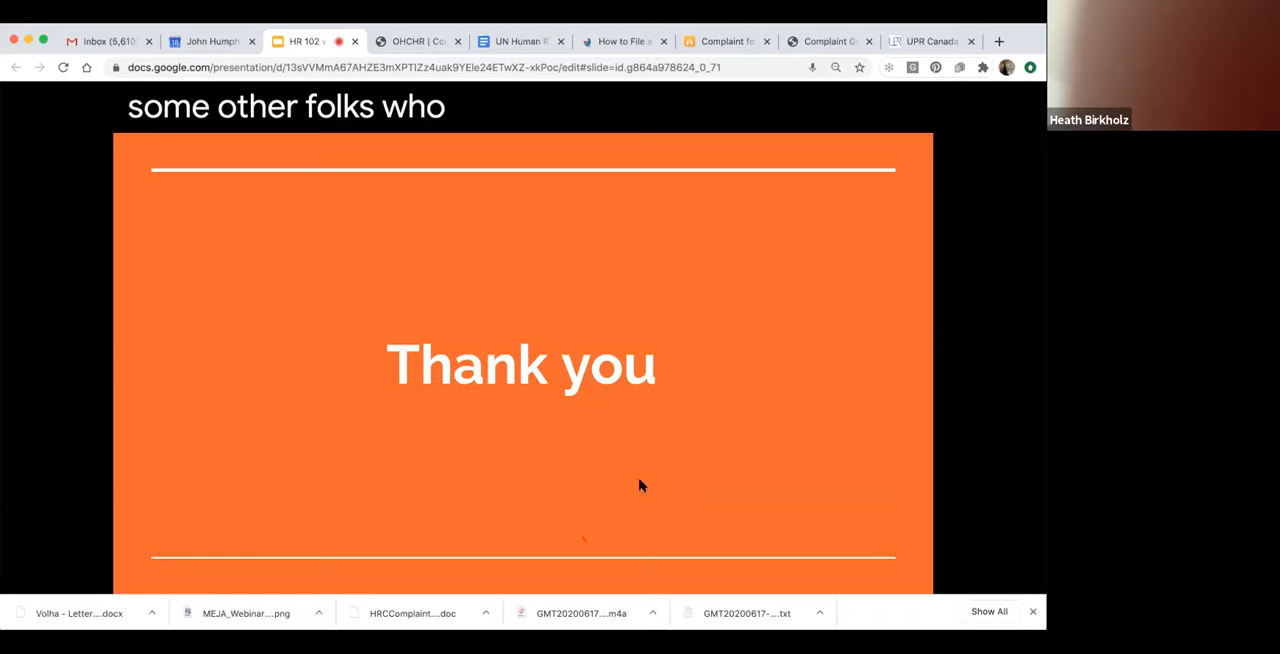 Inbox (5,610
John Humph
HR 102 v
OHCHR | Co
UN Human R
How to File a
Complaint fo
Complaint G
UPR Canada
docs.google.com/presentation/d/13sVVMmA67AHZE3mXPTIZz4uak9YEle24ETwXZ-xkPoc/edit#slide=id.g864a978624_0_71
Heath Birkholz
some other folks who
Thank you
Volha - Letter....docx
MEJA_Webinar....png
HRCComplaint....doc
GMT20200617....m4a
GMT20200617-....txt
Show All